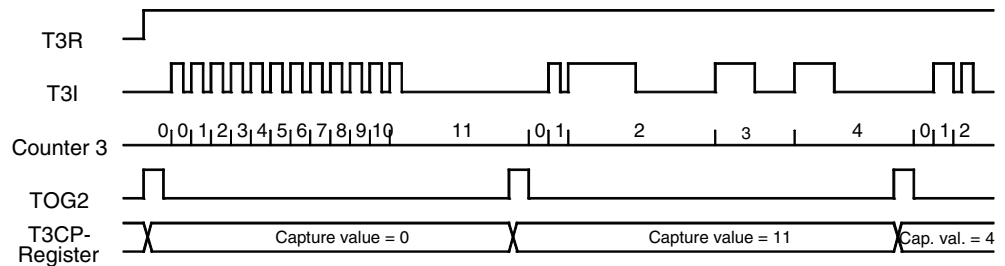 T3R
T3I
Counter 3 0 0 1 2 3 4 5 6 7 8 9 10 11 0 1 2 3 4 0 1 2
TOG2
T3CP-
Register Capture value = 0 Capture value = 11 Cap. val. = 4